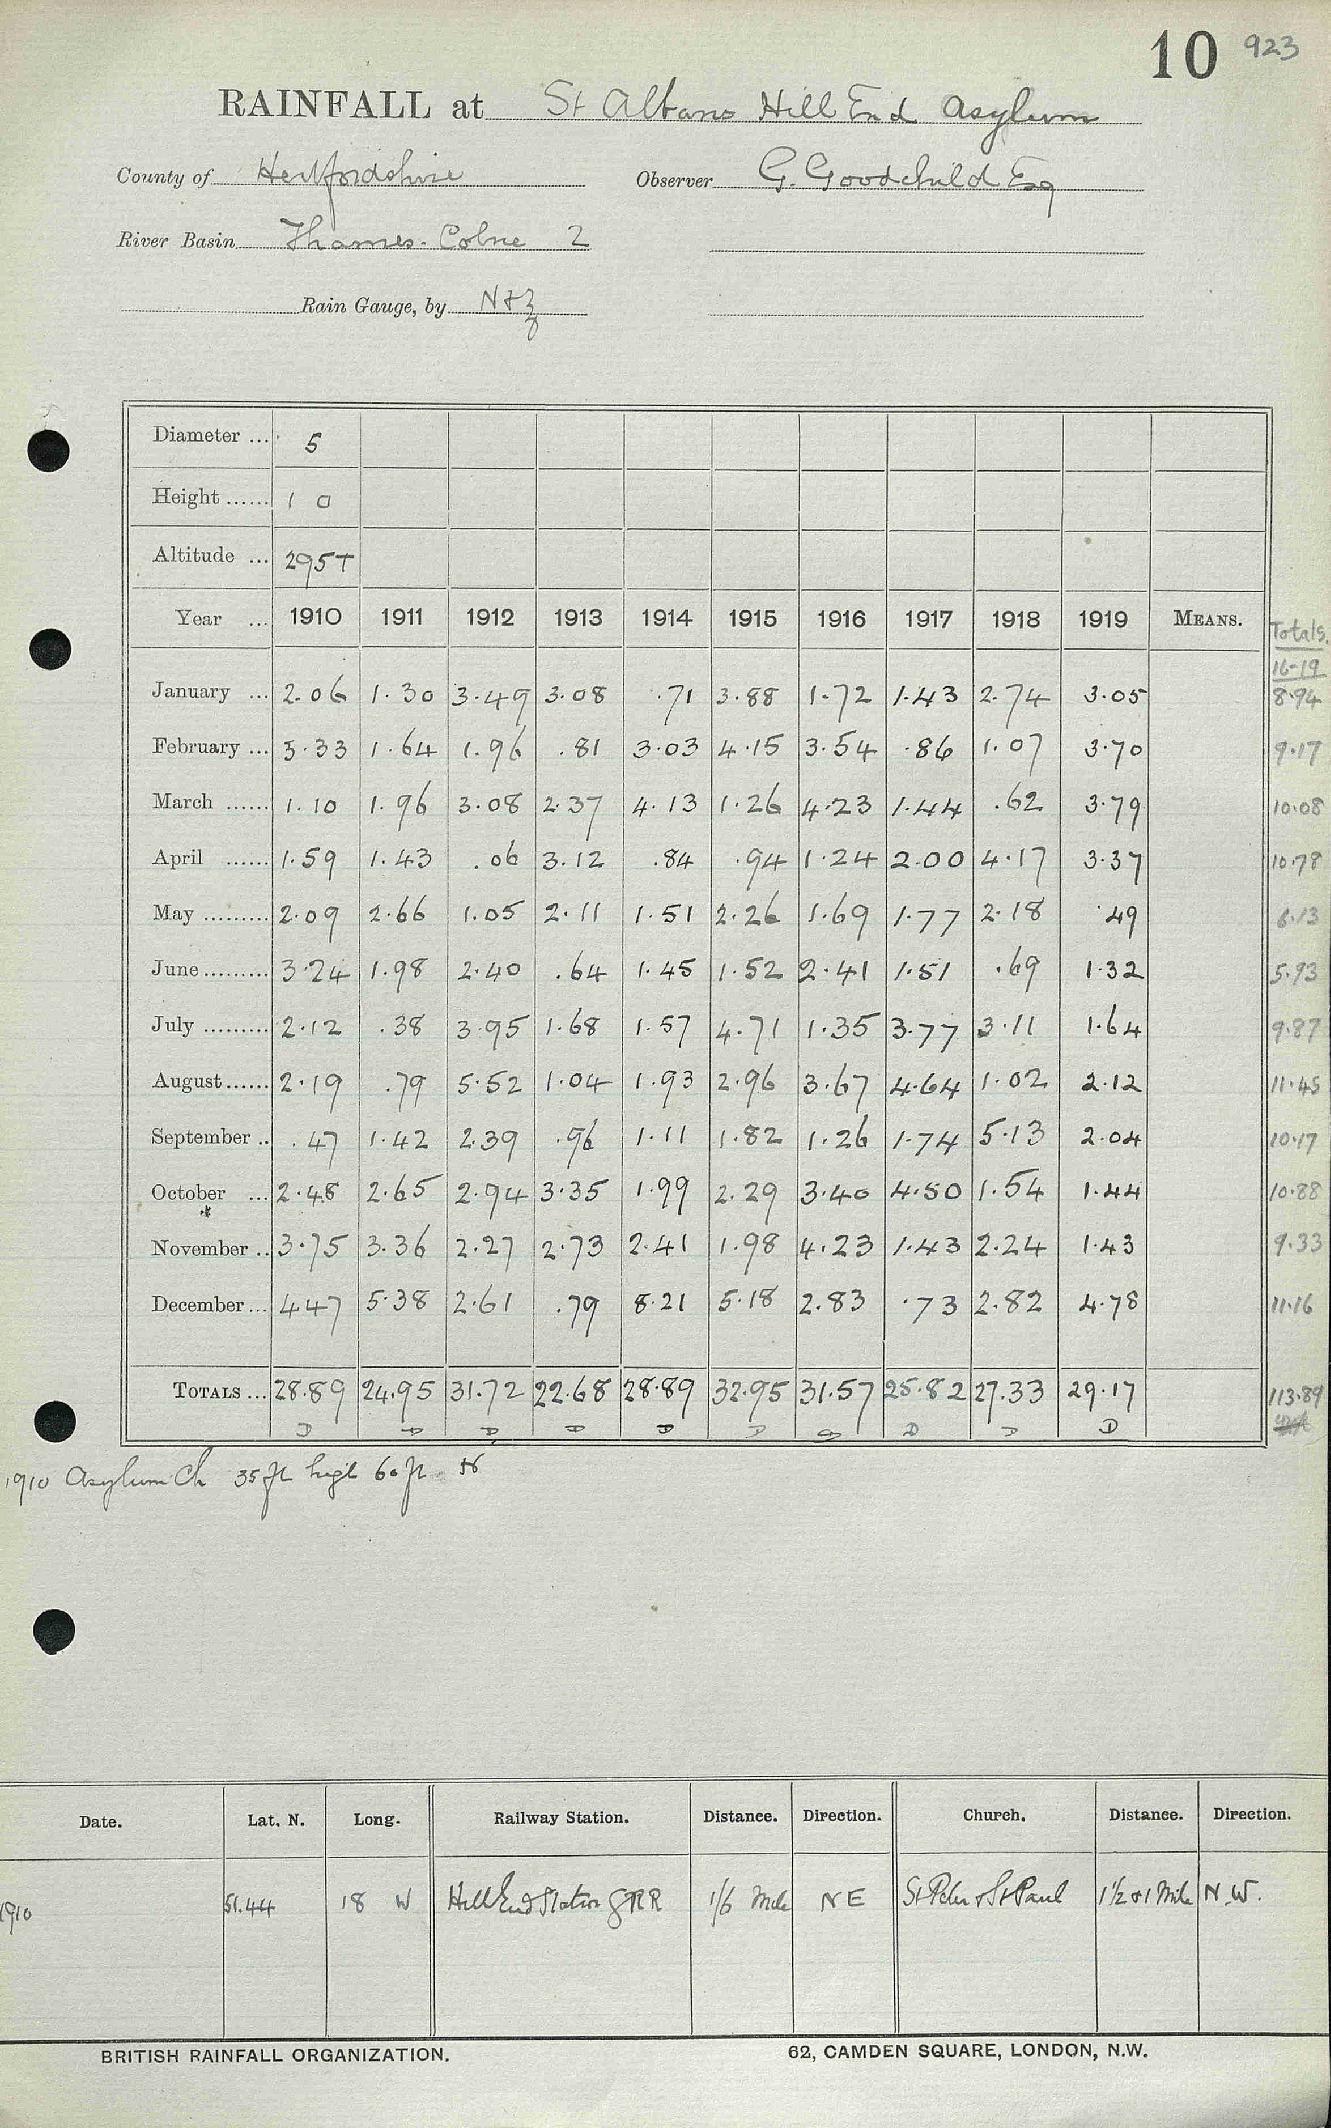 10 923
RAINFALL at St Albans Hill End Asylum
County of Hertfordshire Observer G. Goodchild Esq
River Basin Thames. Colne 2
Rain Gauge, by N & Z
Diameter ... 5
Height ...... 1 0
Altitude ... 295T
Year ... 1910 1911 1912 1913 1914 1915 1916 1917 1918 1919 MEANS. Totals.
16-19
January ... 2.06 1.30 3.49 3.08 .71 3.88 1.72 1.43 2.74 3.05 8.94
February ... 3.33 1.64 1.96 .81 3.03 4.15 3.54 .86 1.07 3.70 9.17
March ...... 1.10 1.96 3.08 2.37 4.13 1.26 4.23 1.44 .62 3.79 10.08
April ...... 1.59 1.43 .06 3.12 .84 .94 1.24 2.00 4.17 3.37 10.78
May ......... 2.09 2.66 1.05 2.11 1.51 2.26 1.69 1.77 2.18 .49 6.13
June ......... 3.24 1.98 2.40 .64 1.45 1.52 2.41 1.51 .69 1.32 5.93
July ......... 2.12 .38 3.95 1.68 1.57 4.71 1.35 3.77 3.11 1.64 9.87
August ...... 2.19 .79 5.52 1.04 1.93 2.96 3.67 4.64 1.02 2.12 11.45
September .. .47 1.42 2.39 .96 1.11 1.82 1.26 1.74 5.13 2.04 10.17
October ... 2.48 2.65 2.94 3.35 1.99 2.29 3.40 4.50 1.54 1.44 10.88
November .. 3.75 3.36 2.27 2.73 2.41 1.98 4.23 1.43 2.24 1.43 9.33
December ... 4.47 5.38 2.61 .79 8.21 5.18 2.83 .73 2.82 4.78 11.16
TOTALS ... 28.89 24.95 31.72 22.68 28.89 32.95 31.57 25.82 27.33 29.17 113.89
D D D D D D D D D D
1910 Asylum Ch 35 ft high 60 ft N
Date. Lat. N. Long. Railway Station. Distance. Direction. Church. Distance. Direction.
1910 51.44 18 W Hill End Station GNR 1/6 Mile NE St Peter & St Paul 1 1/2 & 1 Mile N.W.
BRITISH RAINFALL ORGANIZATION. 62, CAMDEN SQUARE, LONDON, N.W.